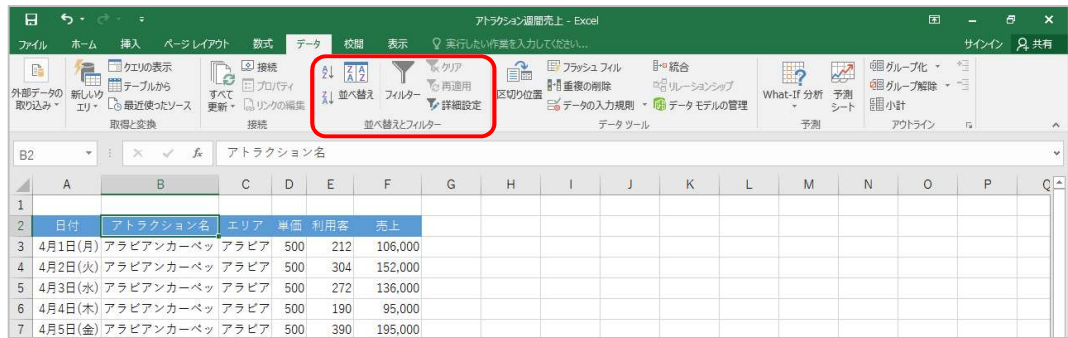 アトラクション週間売上 - Excel
ファイル ホーム 挿入 ページ レイアウト 数式 データ 校閲 表示 実行したい作業を入力してください... サインイン 共有
外部データの取り込み 新しいクエリ クエリの表示 テーブルから 最近使ったソース 取得と変換
すべて更新 接続 プロパティ リンクの編集 接続
並べ替え フィルター クリア 再適用 詳細設定 並べ替えとフィルター
区切り位置 フラッシュ フィル 重複の削除 データの入力規則 統合 リレーションシップ データ モデルの管理 データ ツール
What-If 分析 予測シート 予測
グループ化 グループ解除 小計 アウトライン
B2 fx アトラクション名
A B C D E F G H I J K L M N O P Q
1
2 日付 アトラクション名 エリア 単価 利用客 売上
3 4月1日(月) アラビアンカーペッ アラビア 500 212 106,000
4 4月2日(火) アラビアンカーペッ アラビア 500 304 152,000
5 4月3日(水) アラビアンカーペッ アラビア 500 272 136,000
6 4月4日(木) アラビアンカーペッ アラビア 500 190 95,000
7 4月5日(金) アラビアンカーペッ アラビア 500 390 195,000